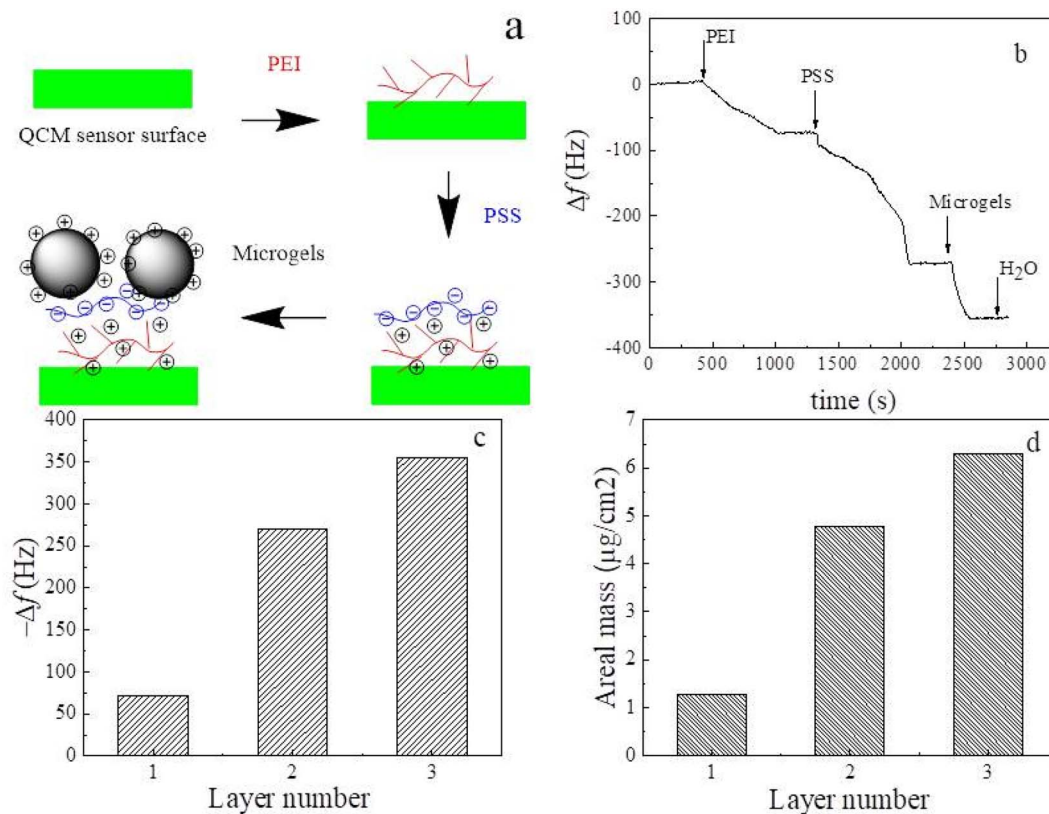 a
PEI
QCM sensor surface
PSS
Microgels
b
PEI
PSS
Microgels
H₂O
100
0
-100
-200
-300
-400
Δf (Hz)
0 500 1000 1500 2000 2500 3000
time (s)
c
400
350
300
250
200
150
100
50
0
−Δf (Hz)
1 2 3
Layer number
d
7
6
5
4
3
2
1
0
Areal mass (μg/cm2)
1 2 3
Layer number